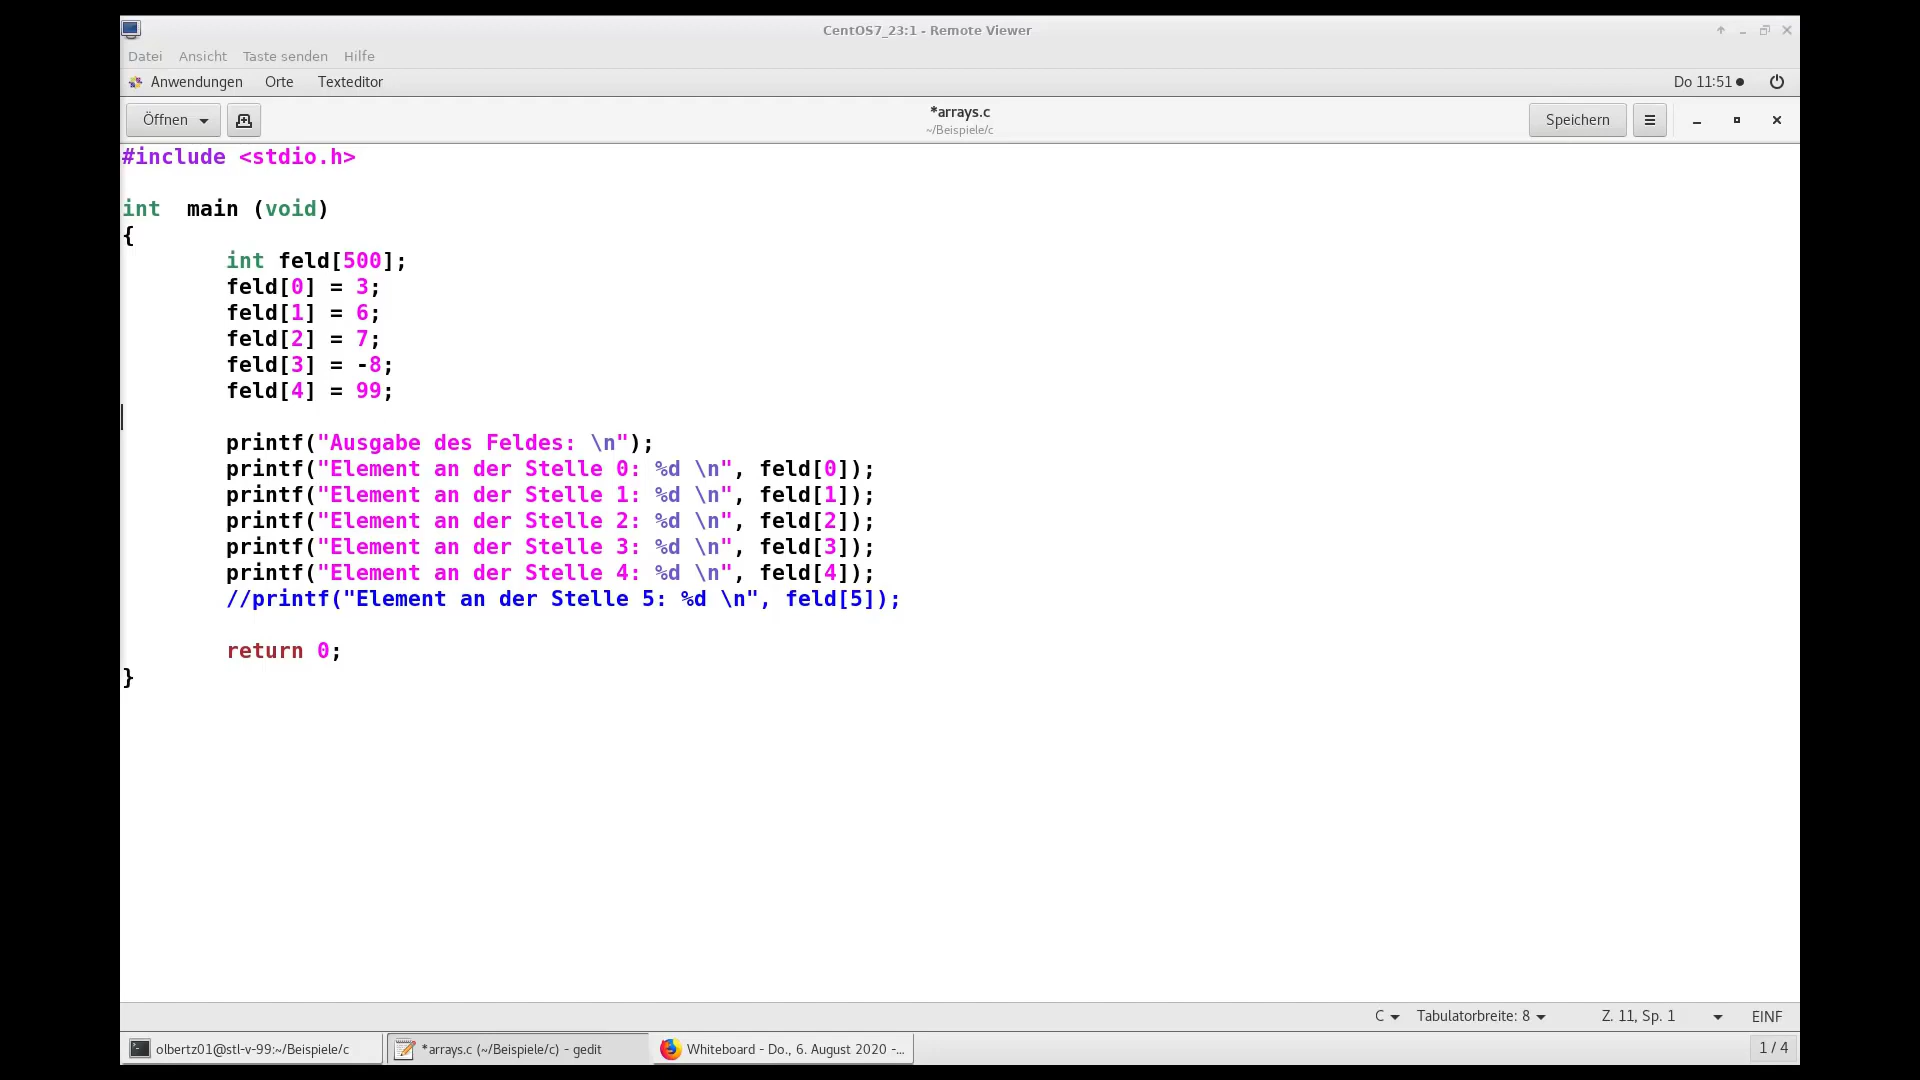 CentOS7_23:1 - Remote Viewer
Datei Ansicht Taste senden Hilfe
Anwendungen Orte Texteditor Do 11:51
Öffnen *arrays.c Speichern
~/Beispiele/c
#include <stdio.h>
int  main (void)
{
        int feld[500];
        feld[0] = 3;
        feld[1] = 6;
        feld[2] = 7;
        feld[3] = -8;
        feld[4] = 99;
        printf("Ausgabe des Feldes: \n");
        printf("Element an der Stelle 0: %d \n", feld[0]);
        printf("Element an der Stelle 1: %d \n", feld[1]);
        printf("Element an der Stelle 2: %d \n", feld[2]);
        printf("Element an der Stelle 3: %d \n", feld[3]);
        printf("Element an der Stelle 4: %d \n", feld[4]);
        //printf("Element an der Stelle 5: %d \n", feld[5]);
        return 0;
}
C Tabulatorbreite: 8 Z. 11, Sp. 1 EINF
olbertz01@stl-v-99:~/Beispiele/c *arrays.c (~/Beispiele/c) - gedit Whiteboard - Do., 6. August 2020 -... 1 / 4